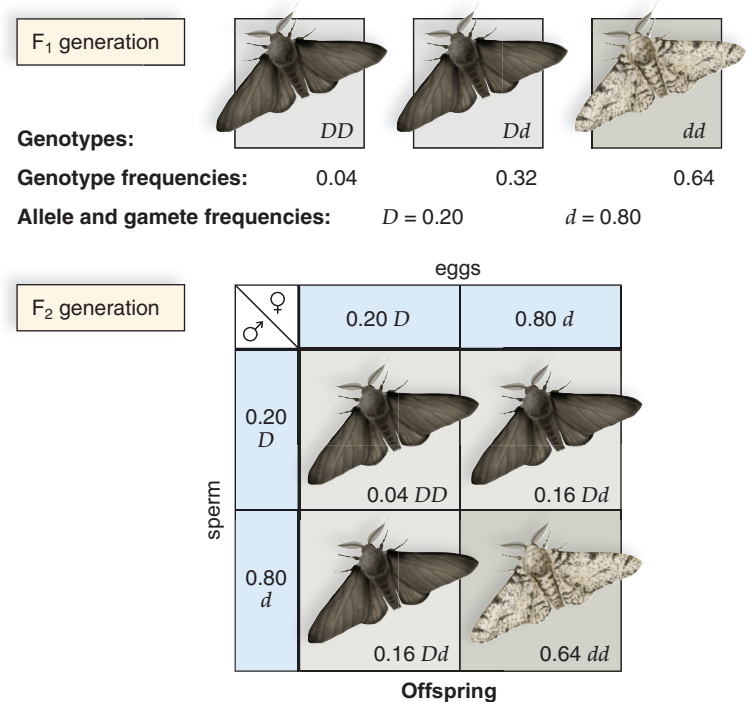 F₁ generation
DD
Dd
dd
Genotypes:
Genotype frequencies: 0.04 0.32 0.64
Allele and gamete frequencies: D = 0.20 d = 0.80
F₂ generation
eggs
♀
♂
0.20 D
0.80 d
sperm
0.20
D
0.04 DD
0.16 Dd
0.80
d
0.16 Dd
0.64 dd
Offspring